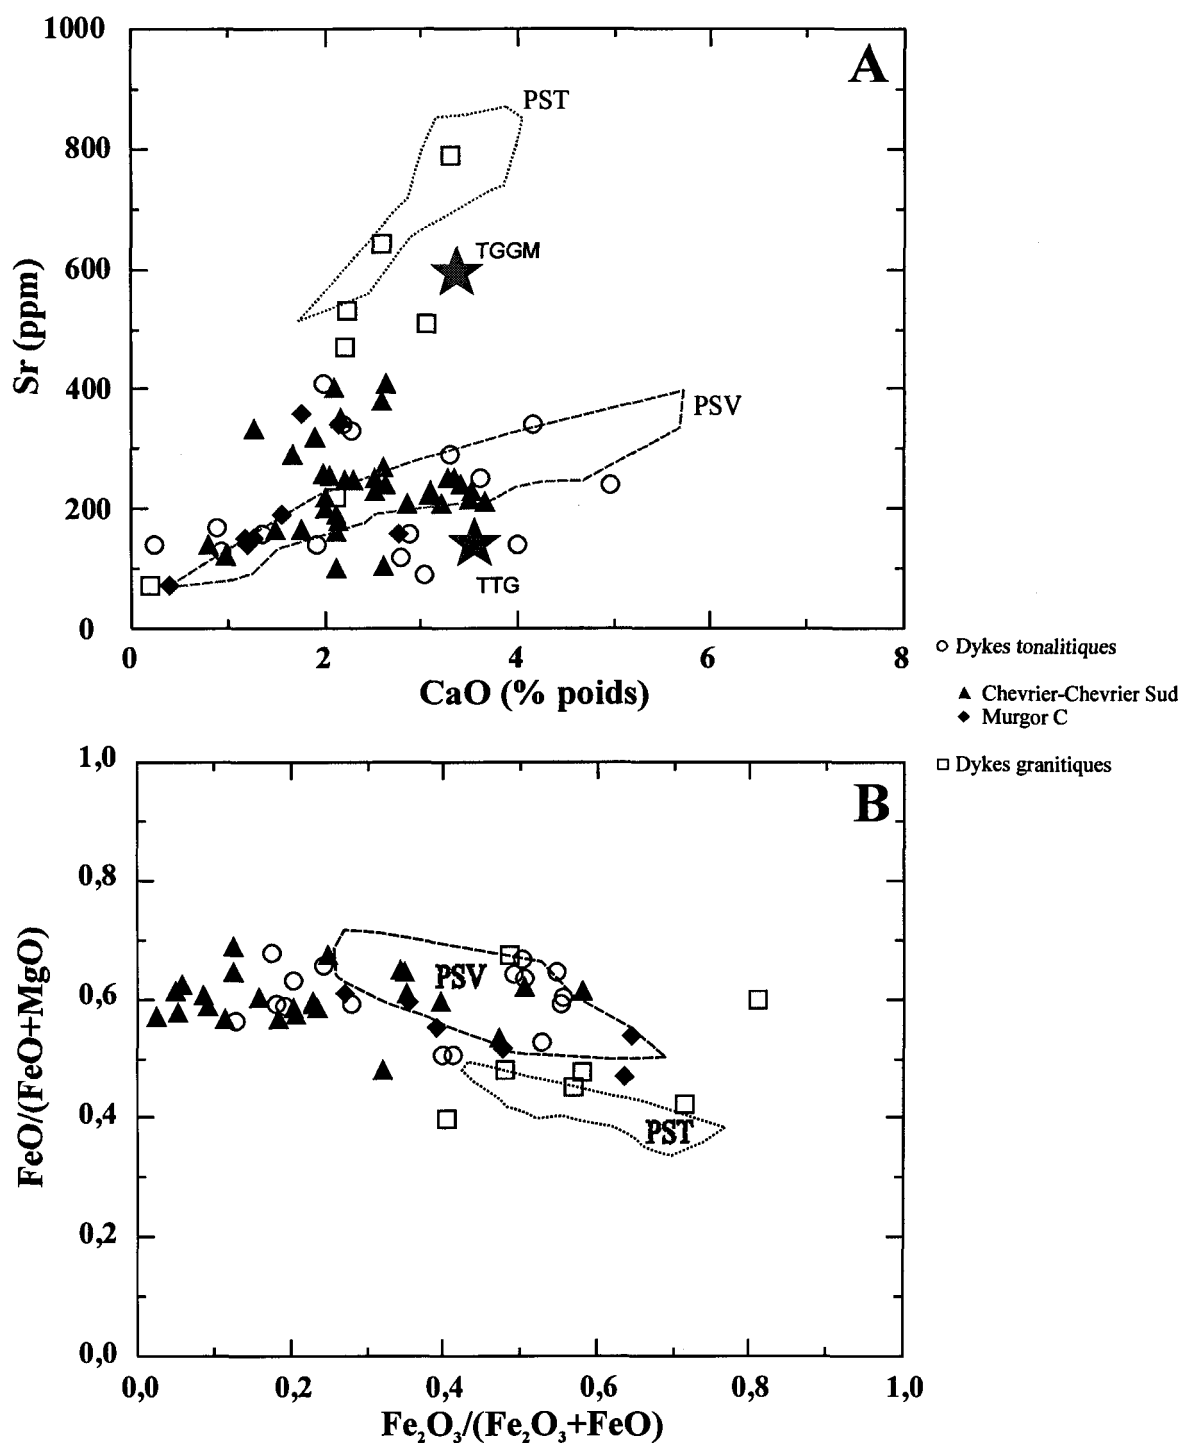 1000
A
PST
800
TGGM
600
Sr (ppm)
400
PSV
200
TTG
0
0 2 4 6 8
CaO (% poids)
Dykes tonalitiques
Chevrier-Chevrier Sud
Murgor C
Dykes granitiques
1,0
B
0,8
PSV
0,6
FeO/(FeO+MgO)
0,4
PST
0,2
0,0
0,0 0,2 0,4 0,6 0,8 1,0
Fe₂O₃/(Fe₂O₃+FeO)